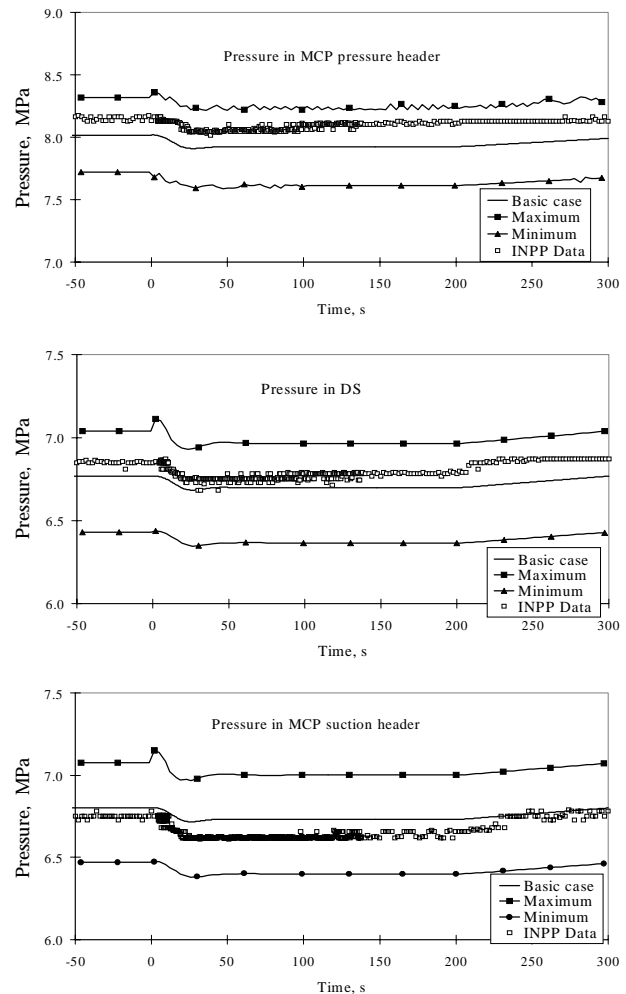 9.0
Pressure in MCP pressure header
8.5
Pressure, MPa
8.0
7.5
Basic case
Maximum
Minimum
INPP Data
7.0
-50 0 50 100 150 200 250 300
Time, s
7.5
Pressure in DS
7.0
Pressure, MPa
6.5
Basic case
Maximum
Minimum
INPP Data
6.0
-50 0 50 100 150 200 250 300
Time, s
7.5
Pressure in MCP suction header
7.0
Pressure, MPa
6.5
Basic case
Maximum
Minimum
INPP Data
6.0
-50 0 50 100 150 200 250 300
Time, s